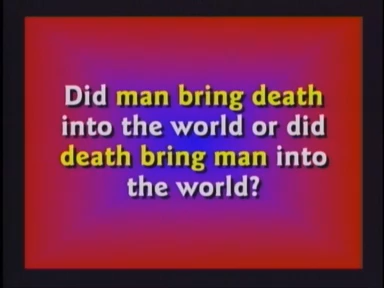 Did man bring death
into the world or did
death bring man into
the world?